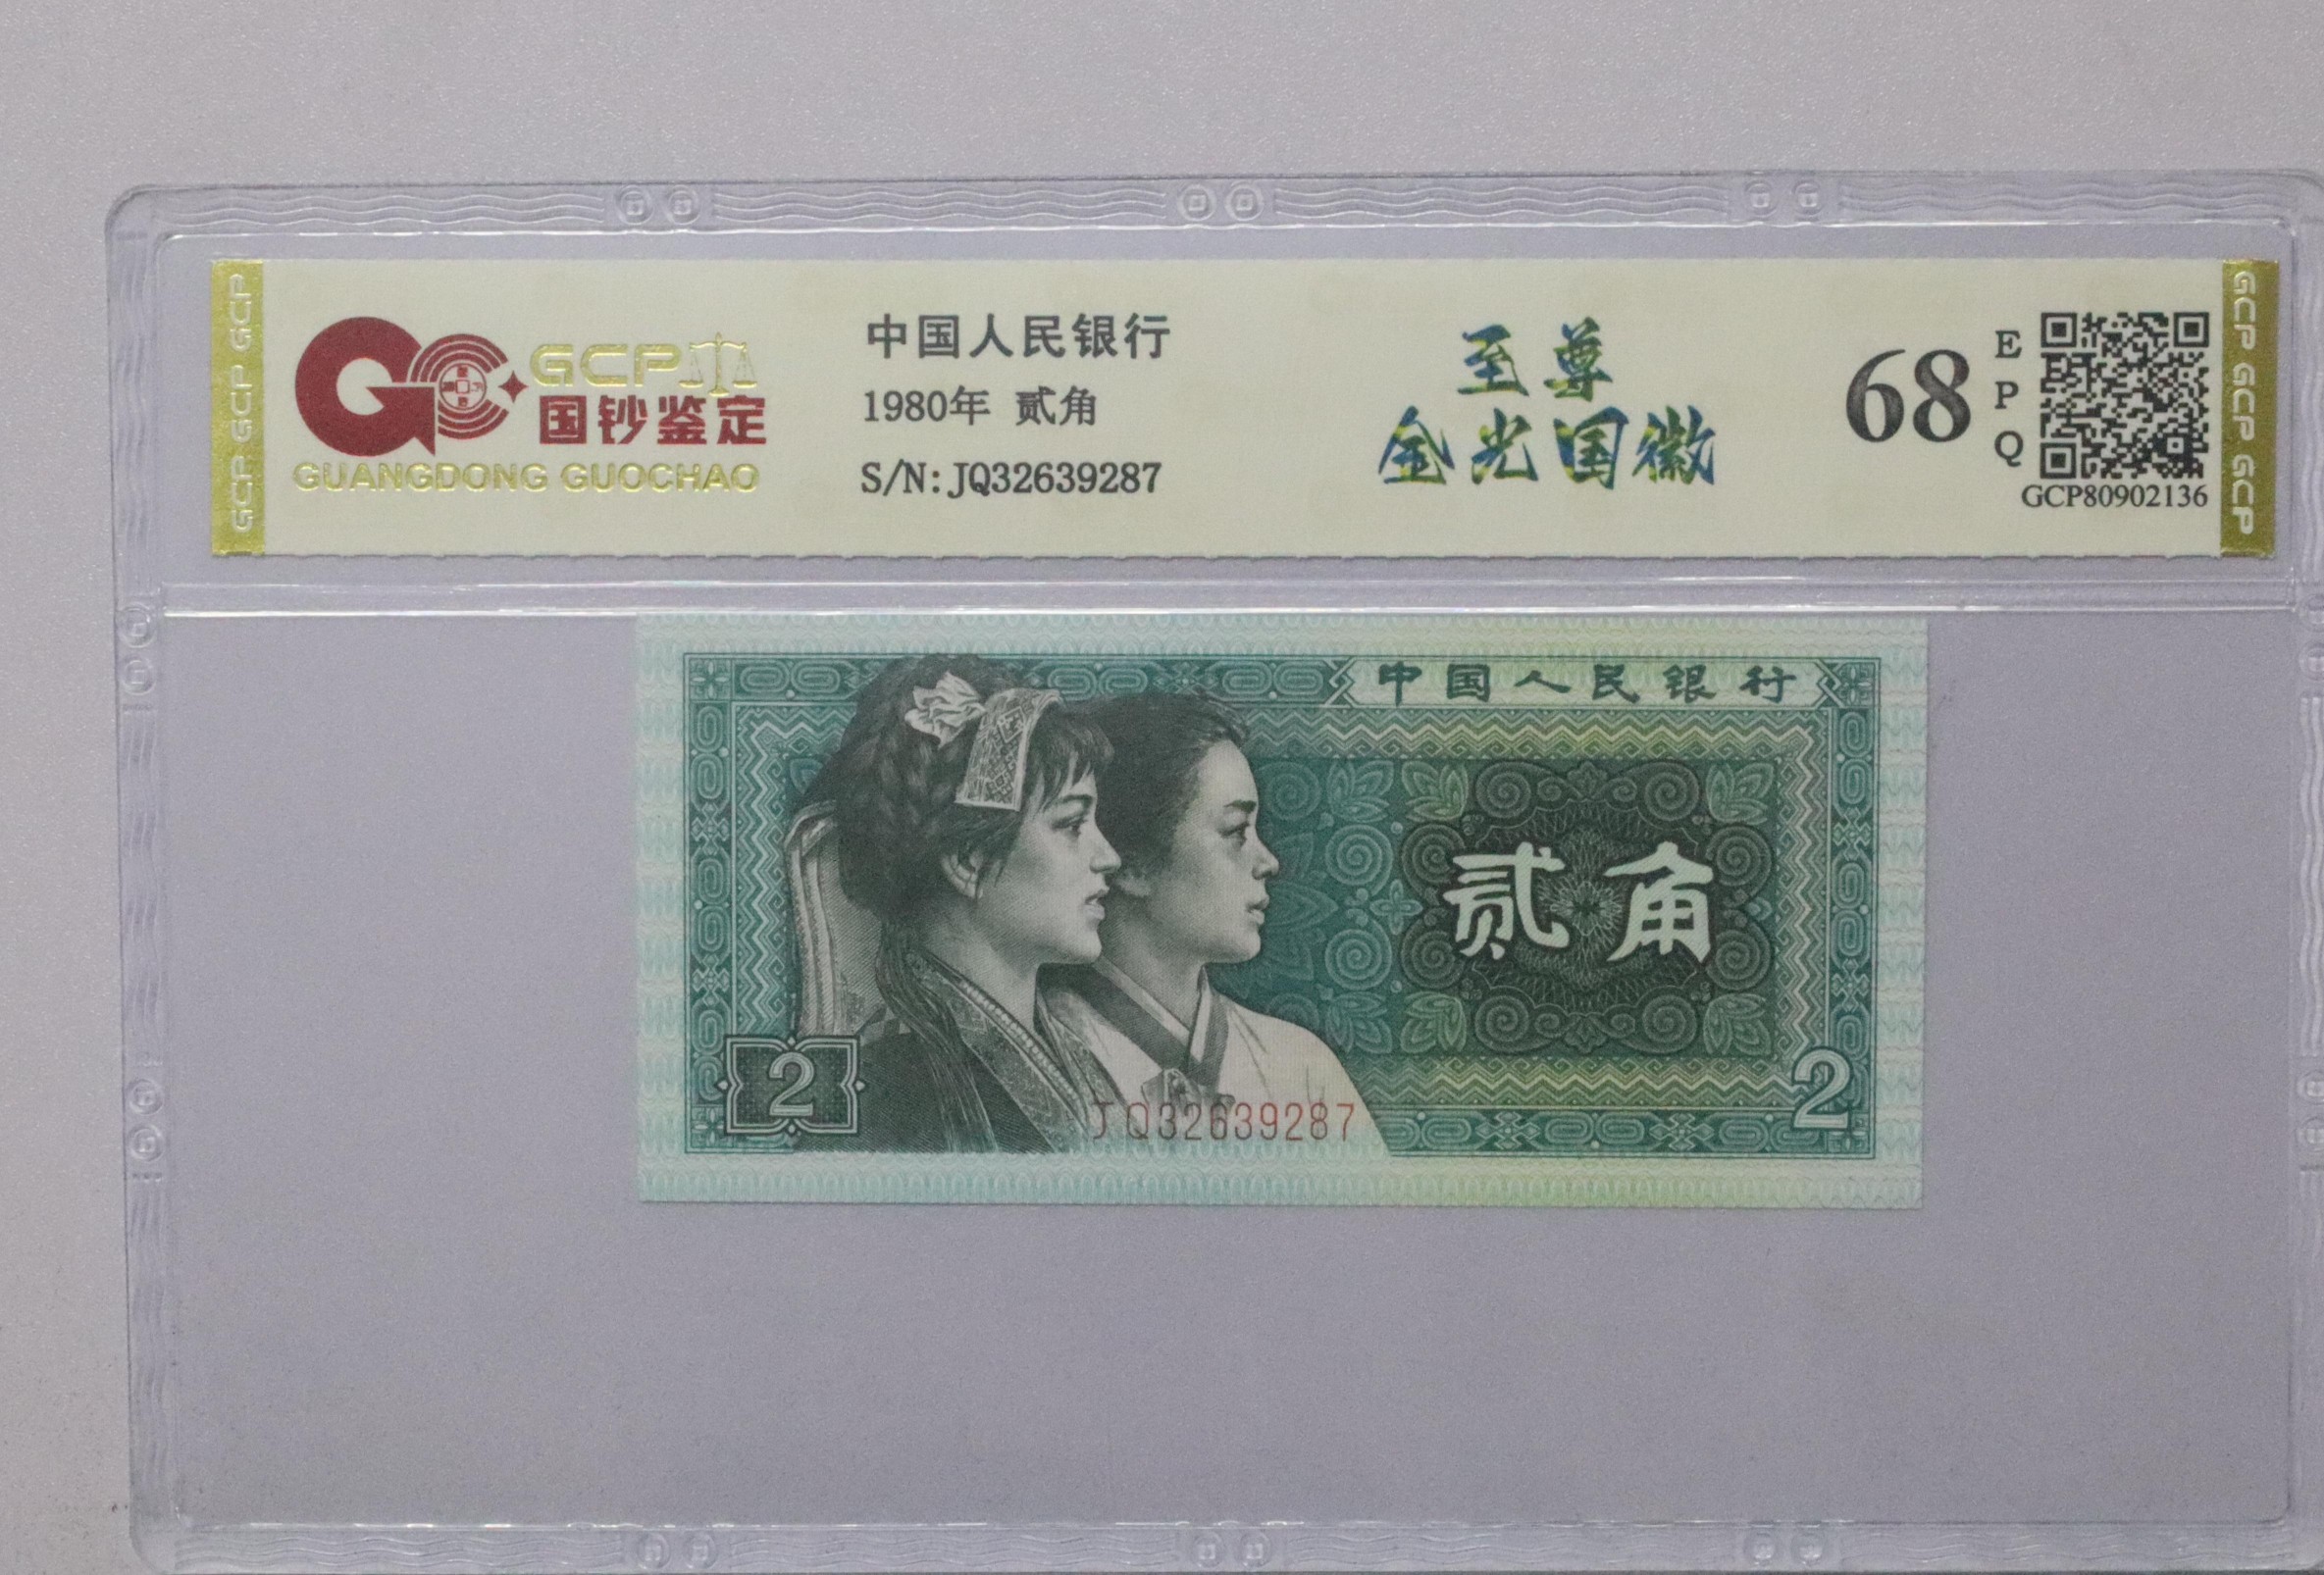 GCP GCP GCP
GCP
国钞鉴定
GUANGDONG GUOCHAO
中国人民银行
1980年 贰角
S/N:JQ32639287
至尊
金光国徽
68
E
P
Q
GCP80902136
GCP GCP GCP
中国人民银行
贰角
2
2
JQ32639287